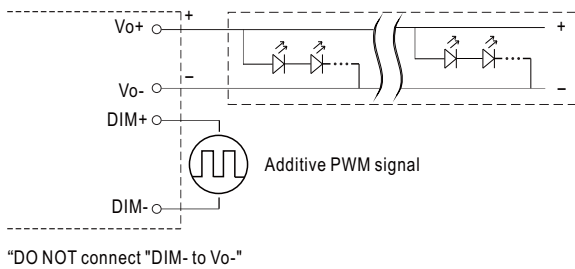 Vo+ + +
Vo- − −
DIM+
Additive PWM signal
DIM-
“DO NOT connect "DIM- to Vo-"